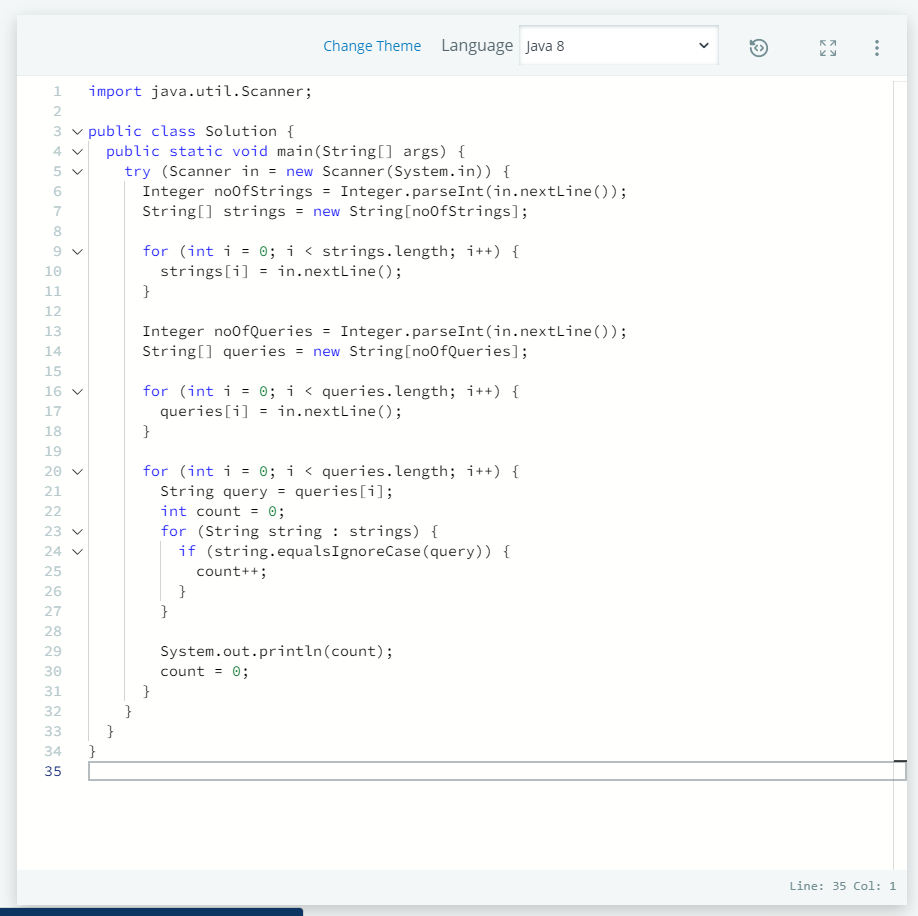 Change Theme Language Java 8
1 import java.util.Scanner;
2
3 public class Solution {
4   public static void main(String[] args) {
5     try (Scanner in = new Scanner(System.in)) {
6       Integer noOfStrings = Integer.parseInt(in.nextLine());
7       String[] strings = new String[noOfStrings];
8
9       for (int i = 0; i < strings.length; i++) {
10         strings[i] = in.nextLine();
11       }
12
13       Integer noOfQueries = Integer.parseInt(in.nextLine());
14       String[] queries = new String[noOfQueries];
15
16       for (int i = 0; i < queries.length; i++) {
17         queries[i] = in.nextLine();
18       }
19
20       for (int i = 0; i < queries.length; i++) {
21         String query = queries[i];
22         int count = 0;
23         for (String string : strings) {
24           if (string.equalsIgnoreCase(query)) {
25             count++;
26           }
27         }
28
29         System.out.println(count);
30         count = 0;
31       }
32     }
33   }
34 }
35
Line: 35 Col: 1